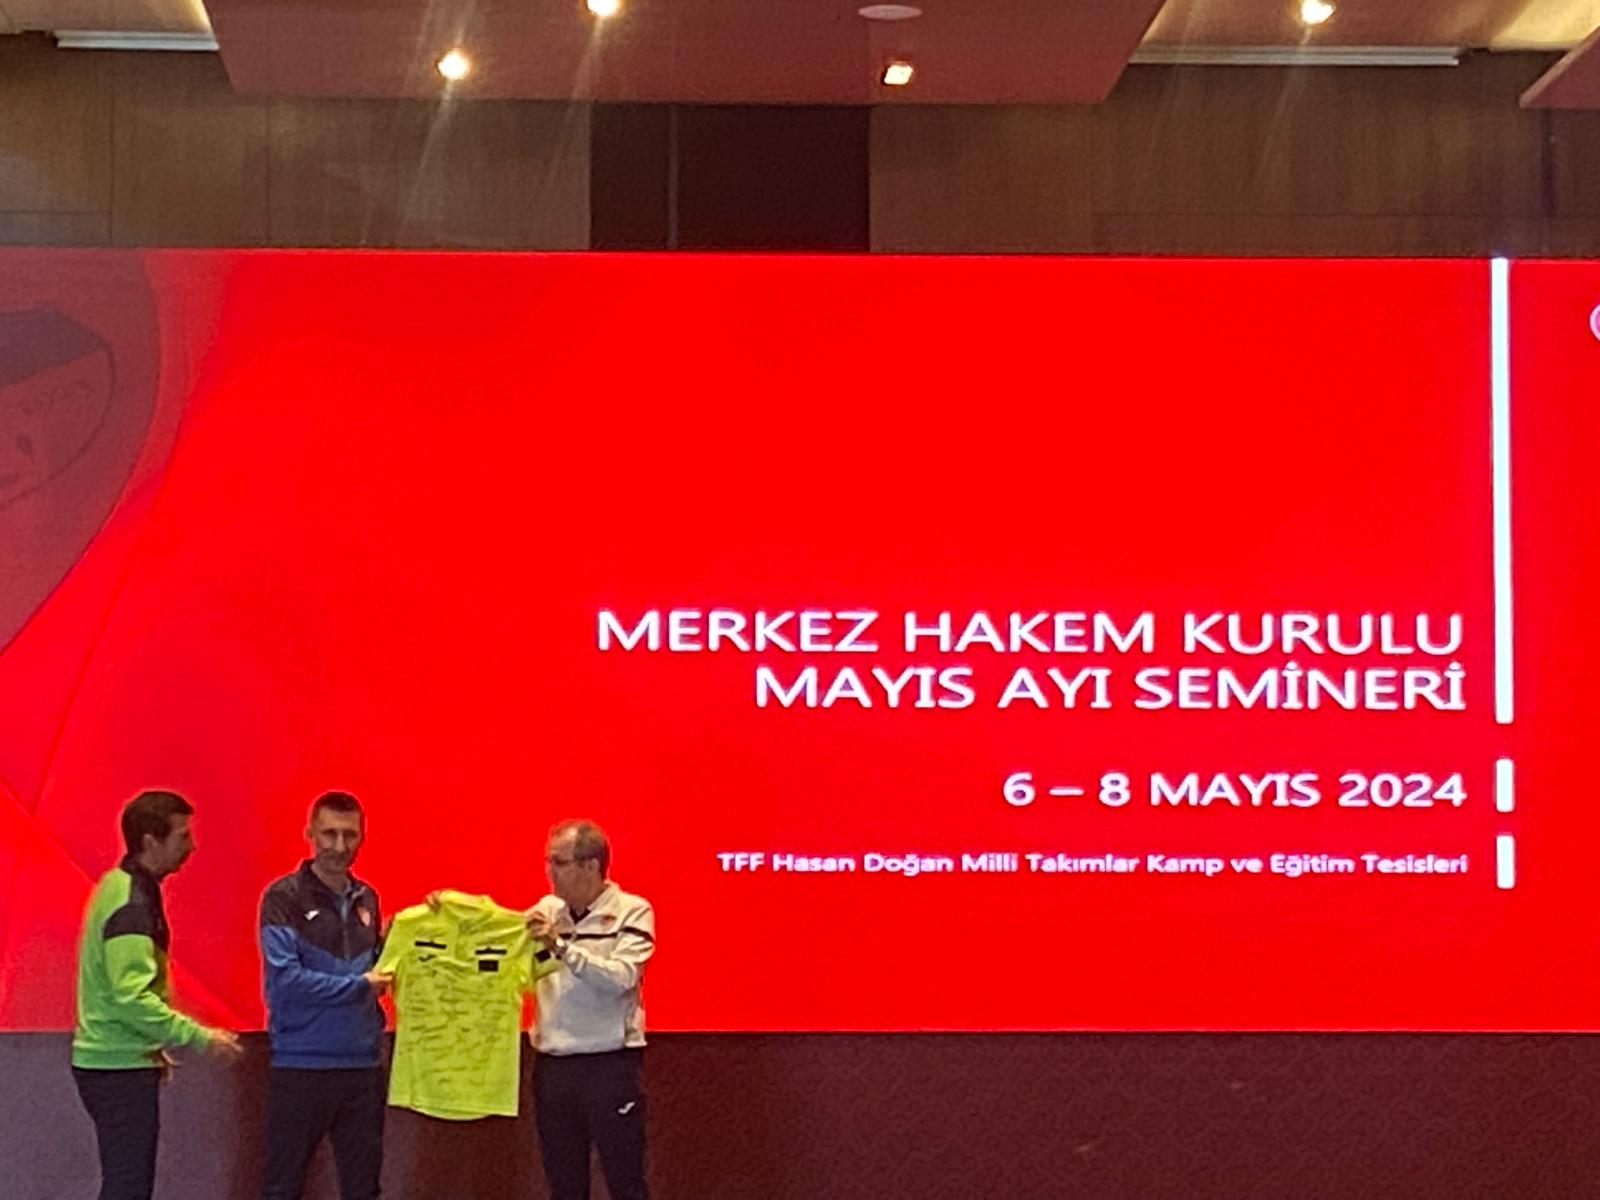 MERKEZ HAKEM KURULU
MAYIS AYI SEMİNERİ
6 – 8 MAYIS 2024
TFF Hasan Doğan Milli Takımlar Kamp ve Eğitim Tesisleri